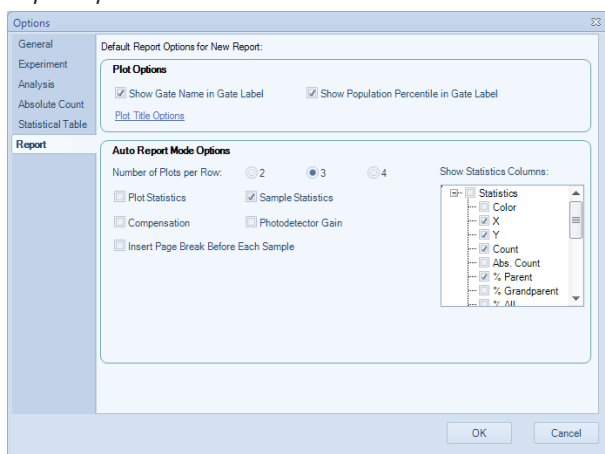 Options
General
Experiment
Analysis
Absolute Count
Statistical Table
Report
Default Report Options for New Report:
Plot Options
Show Gate Name in Gate Label
Show Population Percentile in Gate Label
Plot Title Options
Auto Report Mode Options
Number of Plots per Row: 2 3 4
Plot Statistics
Sample Statistics
Compensation
Photodetector Gain
Insert Page Break Before Each Sample
Show Statistics Columns:
Statistics
Color
X
Y
Count
Abs. Count
% Parent
% Grandparent
% All
OK
Cancel